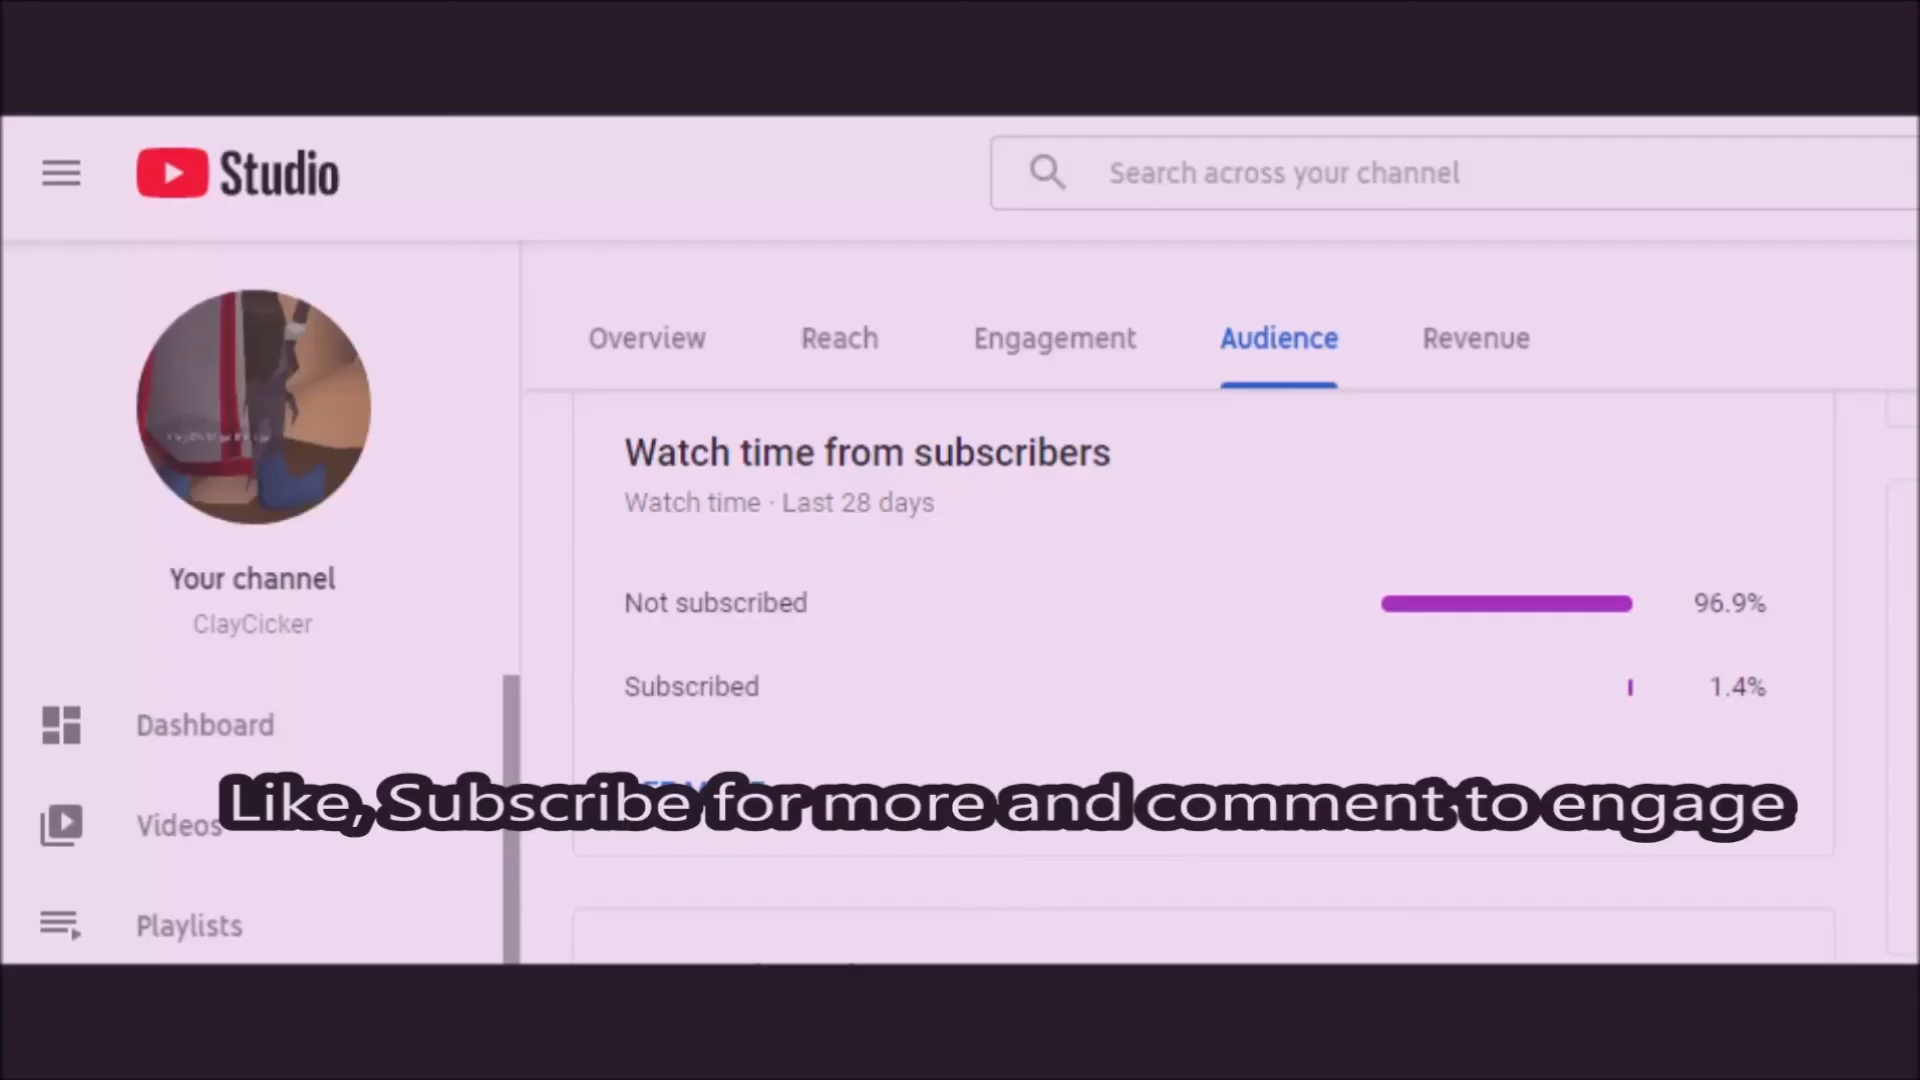 Studio
Search across your channel
Overview Reach Engagement Audience Revenue
Watch time from subscribers
Watch time · Last 28 days
Your channel
ClayCicker
Not subscribed 96.9%
Subscribed 1.4%
Dashboard
Like, Subscribe for more and comment to engage
Videos
Playlists